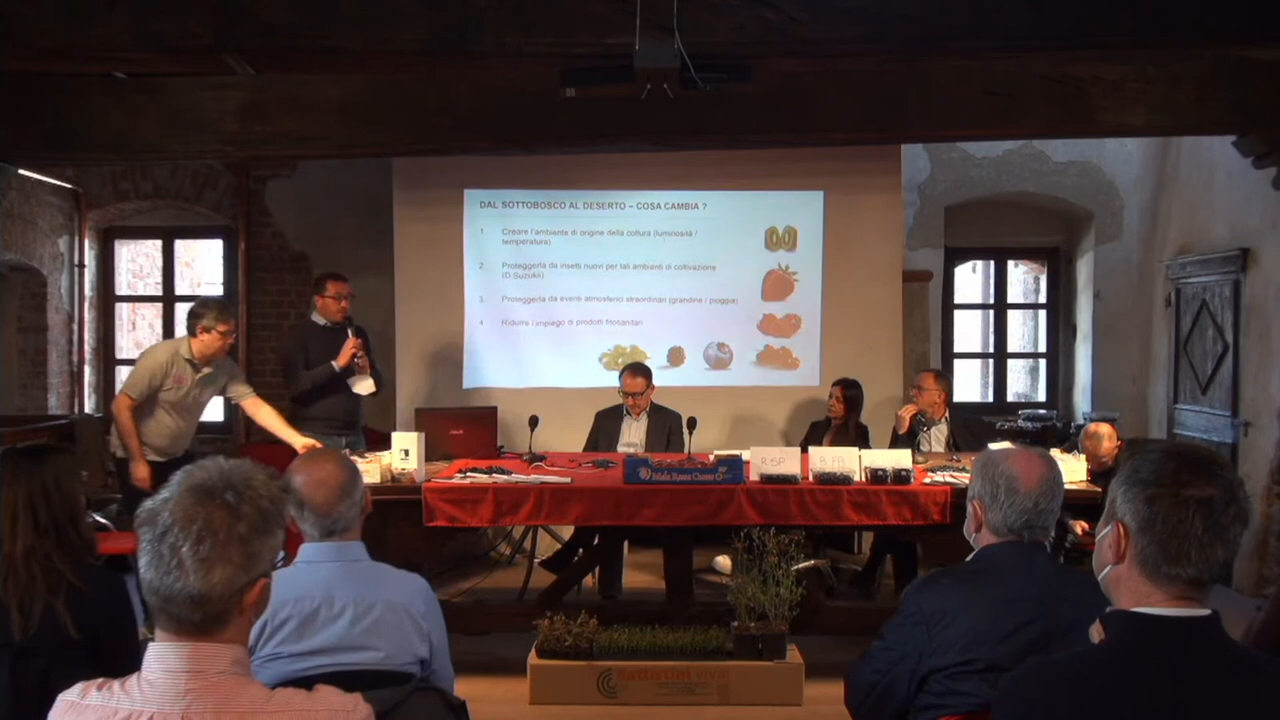 DAL SOTTOBOSCO AL DESERTO – COSA CAMBIA ?
1. Creare l'ambiente di origine della coltura (luminosità /
temperatura)
2. Proteggerla da insetti nuovi per tali ambienti di coltivazione
(D.Suzukii)
3. Proteggerla da eventi atmosferici straordinari (grandine / pioggia)
4. Ridurre l'impiego di prodotti fitosanitari
R SP
B FB